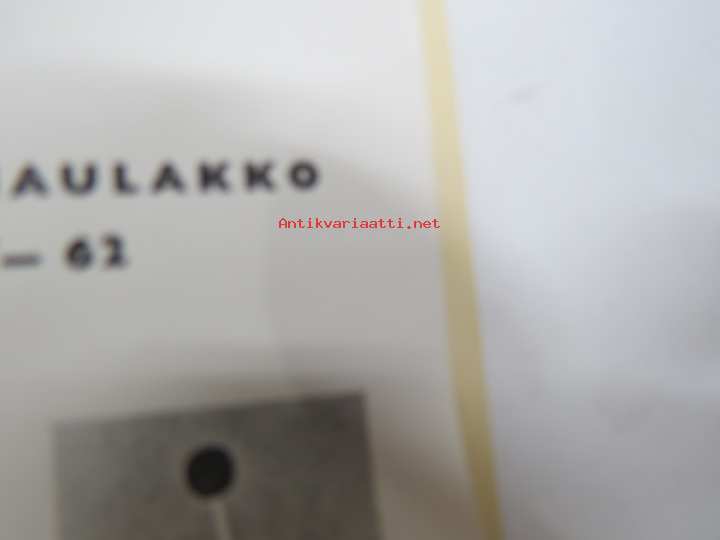 AULAKKO
Antikvariaatti.net
— 62